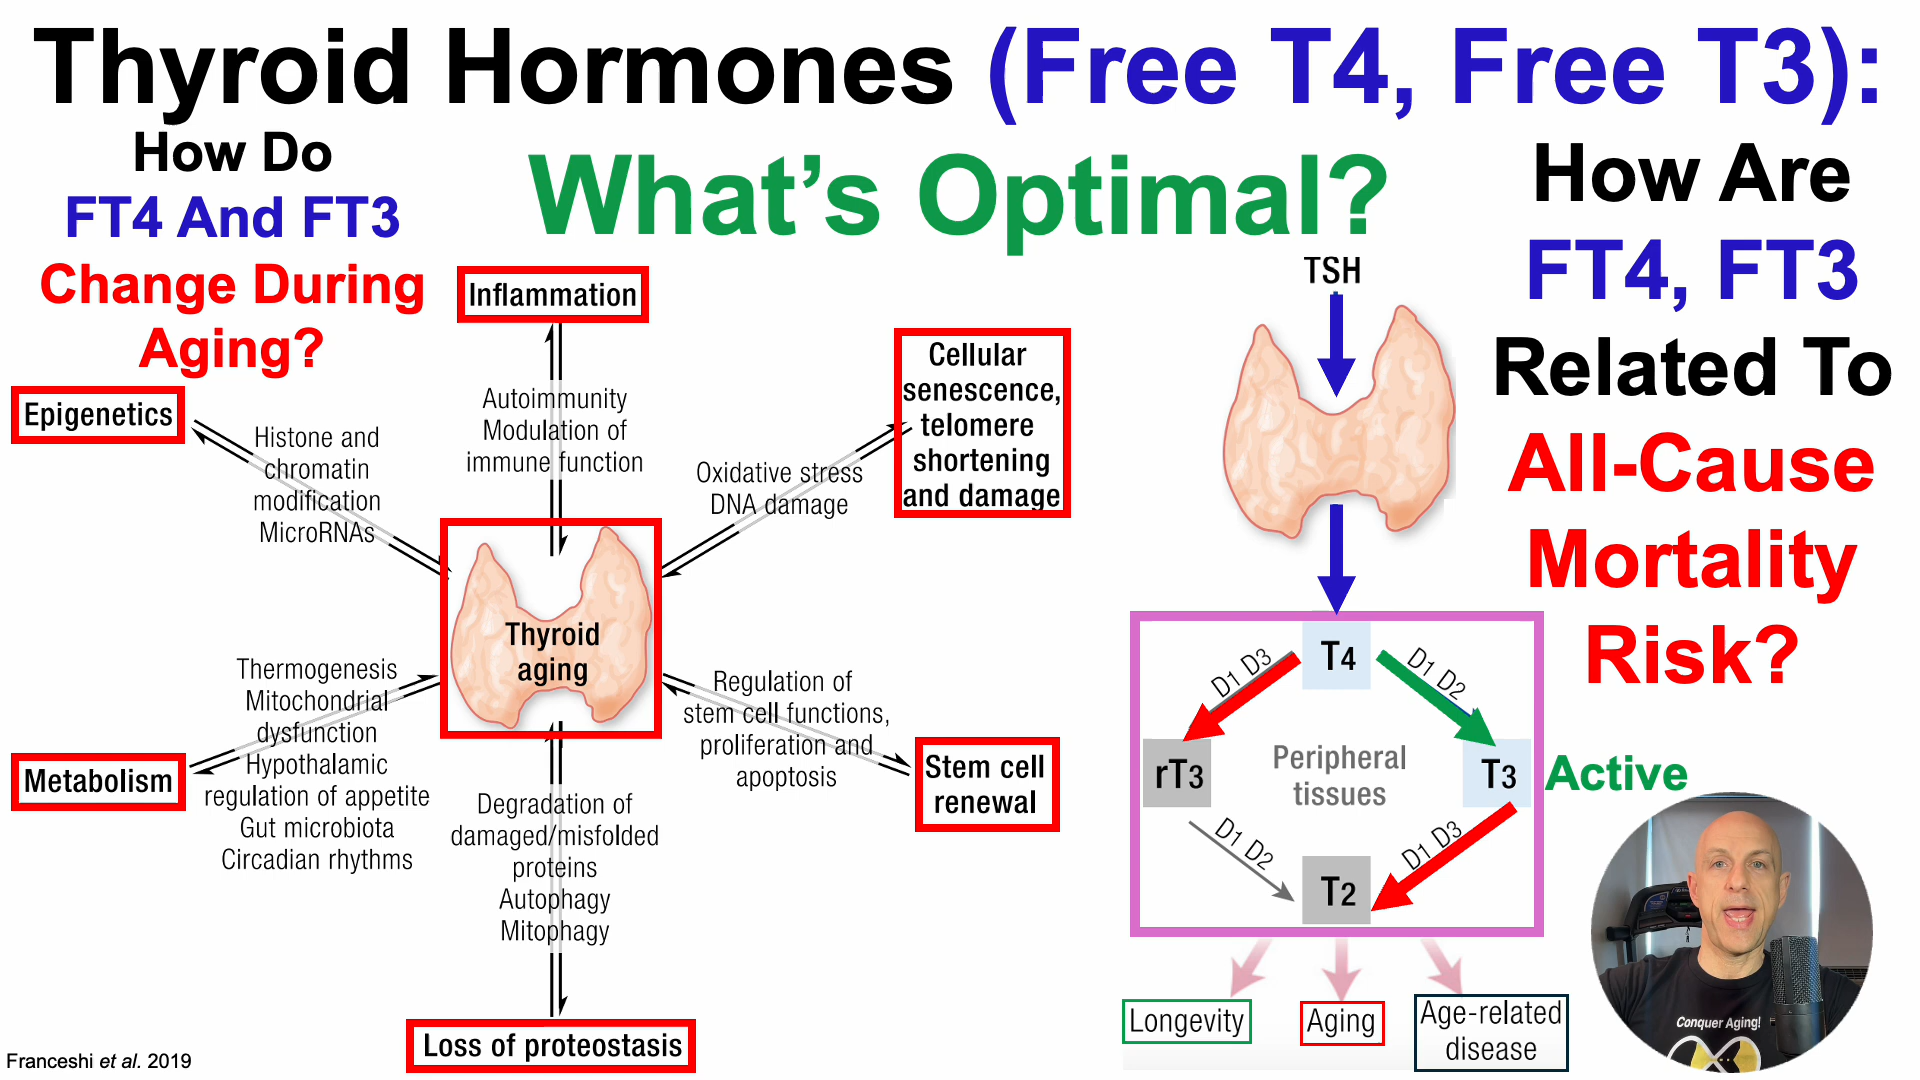 Thyroid Hormones (Free T4, Free T3):
What's Optimal?
How Do
FT4 And FT3
Change During
Aging?
How Are
FT4, FT3
Related To
All-Cause
Mortality
Risk?
Inflammation
Autoimmunity
Modulation of
immune function
Epigenetics
Histone and
chromatin
modification
MicroRNAs
Cellular
senescence,
telomere
shortening
and damage
Oxidative stress
DNA damage
Thyroid
aging
Thermogenesis
Mitochondrial
dysfunction
Hypothalamic
regulation of appetite
Gut microbiota
Circadian rhythms
Metabolism
Regulation of
stem cell functions,
proliferation and
apoptosis
Stem cell
renewal
Degradation of
damaged/misfolded
proteins
Autophagy
Mitophagy
Loss of proteostasis
Franceshi et al. 2019
TSH
T4
D1 D3
D1 D2
rT3
Peripheral
tissues
T3
Active
D1 D2
D1 D3
T2
Longevity
Aging
Age-related
disease
Conquer Aging!